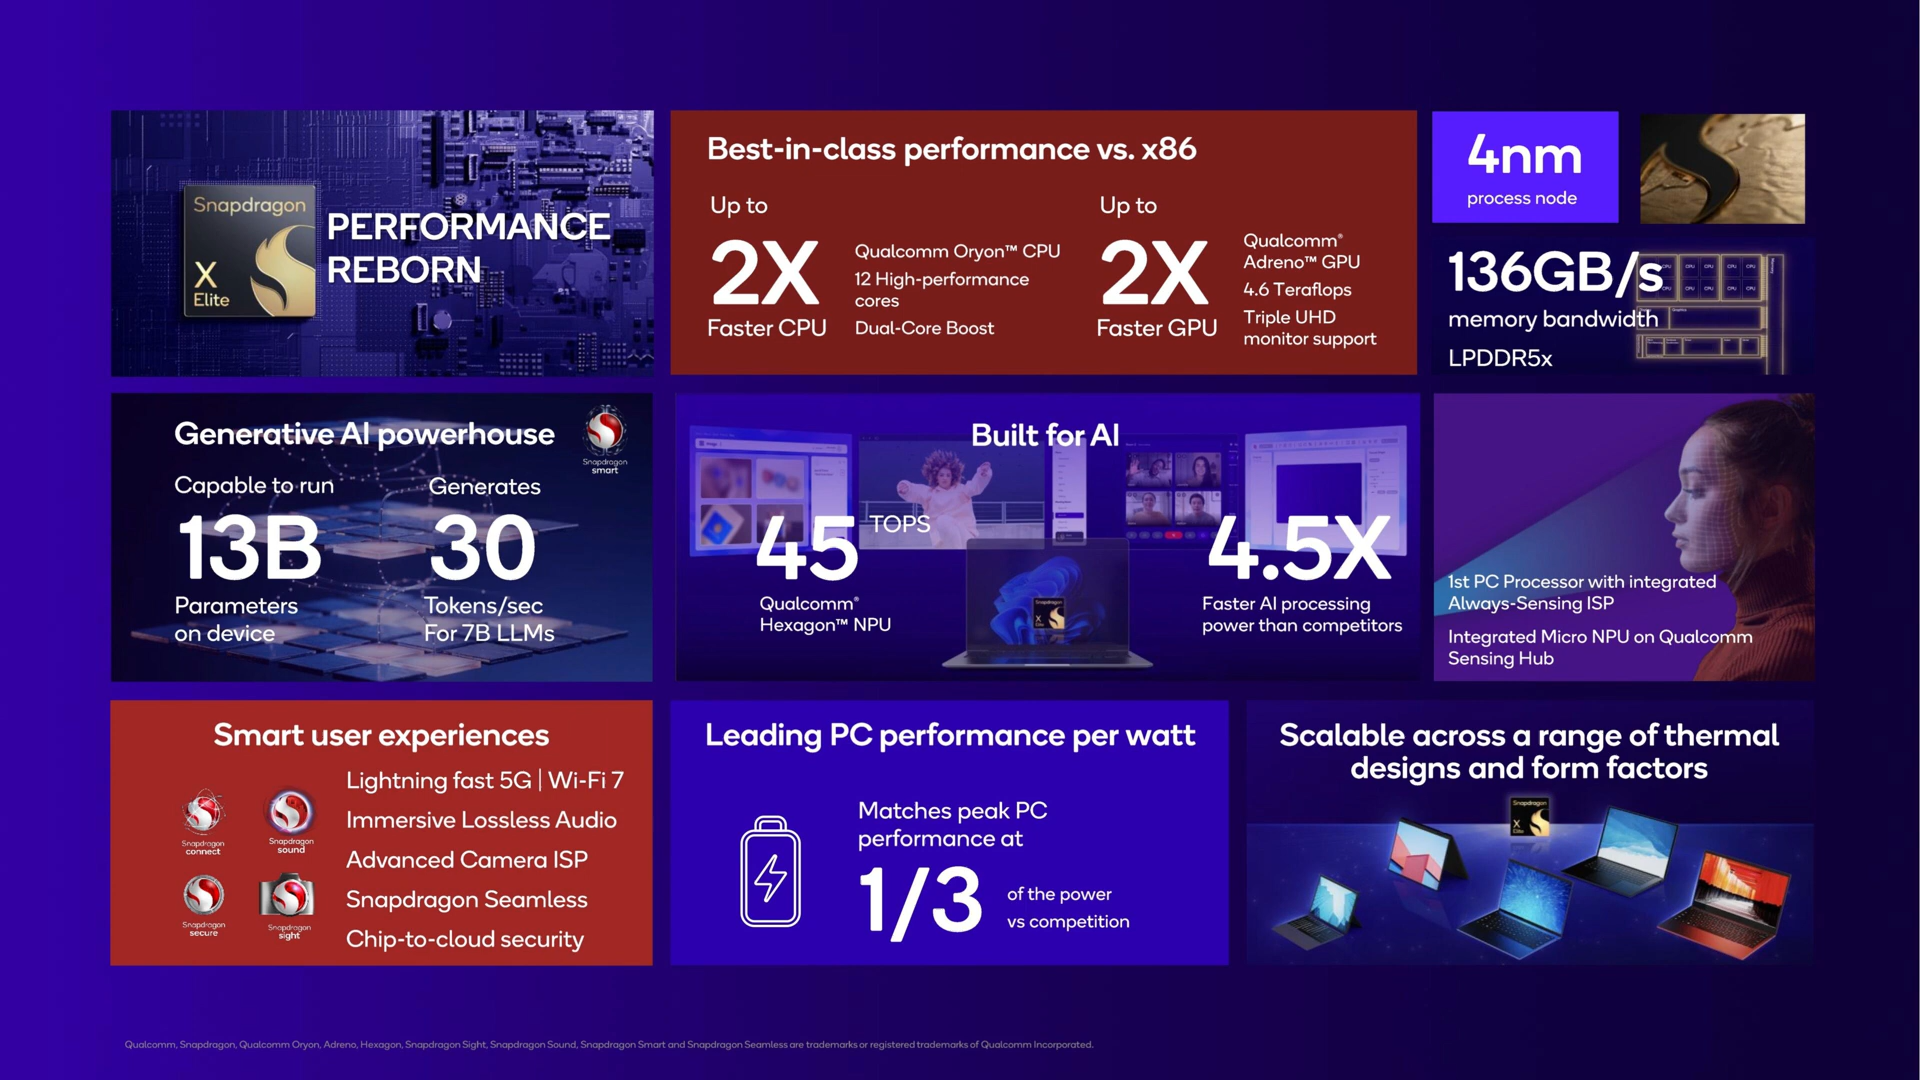 Snapdragon
X
Elite
PERFORMANCE
REBORN
Best-in-class performance vs. x86
Up to
2X
Faster CPU
Qualcomm Oryon™ CPU
12 High-performance
cores
Dual-Core Boost
Up to
2X
Faster GPU
Qualcomm®
Adreno™ GPU
4.6 Teraflops
Triple UHD
monitor support
4nm
process node
136GB/s
memory bandwidth
LPDDR5x
Generative AI powerhouse
Snapdragon
smart
Capable to run
13B
Parameters
on device
Generates
30
Tokens/sec
For 7B LLMs
Built for AI
45 TOPS
Qualcomm®
Hexagon™ NPU
4.5X
Faster AI processing
power than competitors
1st PC Processor with integrated
Always-Sensing ISP
Integrated Micro NPU on Qualcomm
Sensing Hub
Smart user experiences
Snapdragon
connect
Snapdragon
sound
Snapdragon
secure
Snapdragon
sight
Lightning fast 5G | Wi-Fi 7
Immersive Lossless Audio
Advanced Camera ISP
Snapdragon Seamless
Chip-to-cloud security
Leading PC performance per watt
Matches peak PC
performance at
1/3
of the power
vs competition
Scalable across a range of thermal
designs and form factors
Snapdragon
X
Elite
Qualcomm, Snapdragon, Qualcomm Oryon, Adreno, Hexagon, Snapdragon Sight, Snapdragon Sound, Snapdragon Smart and Snapdragon Seamless are trademarks or registered trademarks of Qualcomm Incorporated.